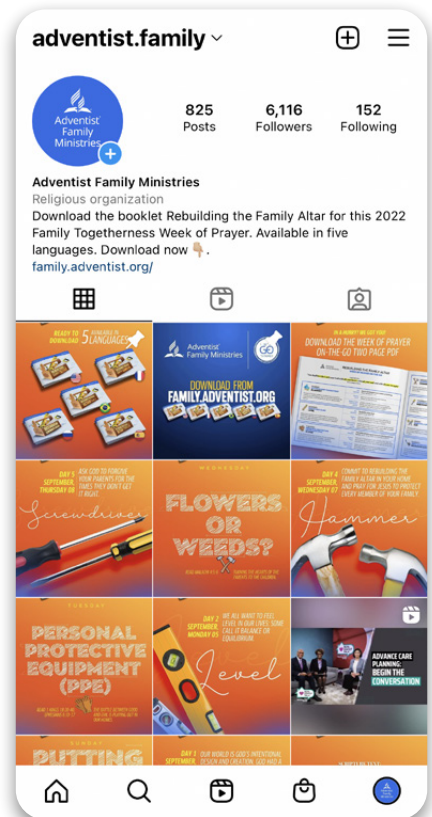 adventist.family
825
6,116
152
Posts
Followers
Following
Adventist
Family
Ministries
Adventist Family Ministries
Religious organization
Download the booklet Rebuilding the Family Altar for this 2022
Family Togetherness Week of Prayer. Available in five
languages. Download now
family.adventist.org/
READY TO
DOWNLOAD
5 AVAILABLE IN
LANGUAGES
Adventist
Family Ministries
DOWNLOAD FROM
FAMILY.ADVENTIST.ORG
IN A HURRY? WE GOT YOU!
DOWNLOAD THE WEEK OF PRAYER
ON-THE-GO TWO PAGE PDF
REBUILDING THE FAMILY ALTAR
DAY 5
SEPTEMBER,
THURSDAY 08
ASK GOD TO FORGIVE
YOUR PARENTS FOR THE
TIMES THEY DIDN'T GET
IT RIGHT.
Screwdriver
WEDNESDAY
FLOWERS
OR
WEEDS?
DAY 4
SEPTEMBER,
WEDNESDAY 07
COMMIT TO REBUILDING THE
FAMILY ALTAR IN YOUR HOME
AND PRAY FOR JESUS TO PROTECT
EVERY MEMBER OF YOUR FAMILY.
Hammer
TUESDAY
PERSONAL
PROTECTIVE
EQUIPMENT
(PPE)
DAY 2
SEPTEMBER,
MONDAY 05
WE ALL WANT TO FEEL
LEVEL IN OUR LIVES. SOME
CALL IT BALANCE OR
EQUILIBRIUM.
Level
ADVANCE CARE
PLANNING:
BEGIN THE
CONVERSATION
SUNDAY
PUTTING
DAY 1
SEPTEMBER,
OUR WORLD IS GOD'S INTENTIONAL
DESIGN AND CREATION. GOD HAD A